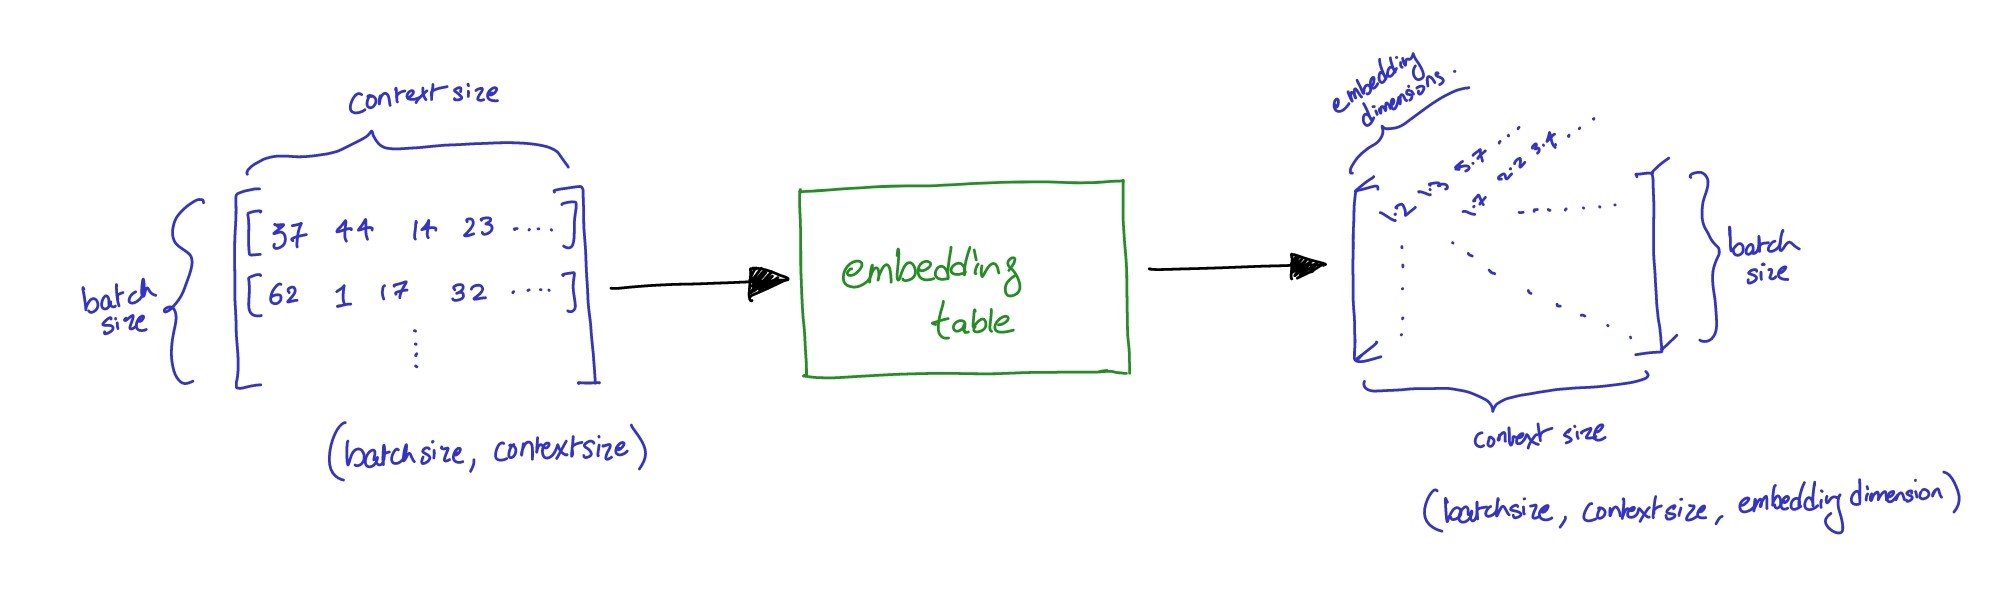 context size
[37 44 14 23 ....]
[62 1 17 32 ....]
batch
size
(batchsize, contextsize)
embedding
table
embedding
dimensions.
1.2 1.3 5.7 ...
1.7 2.2 3.4 ...
batch
size
context size
(batchsize, contextsize, embedding dimension)